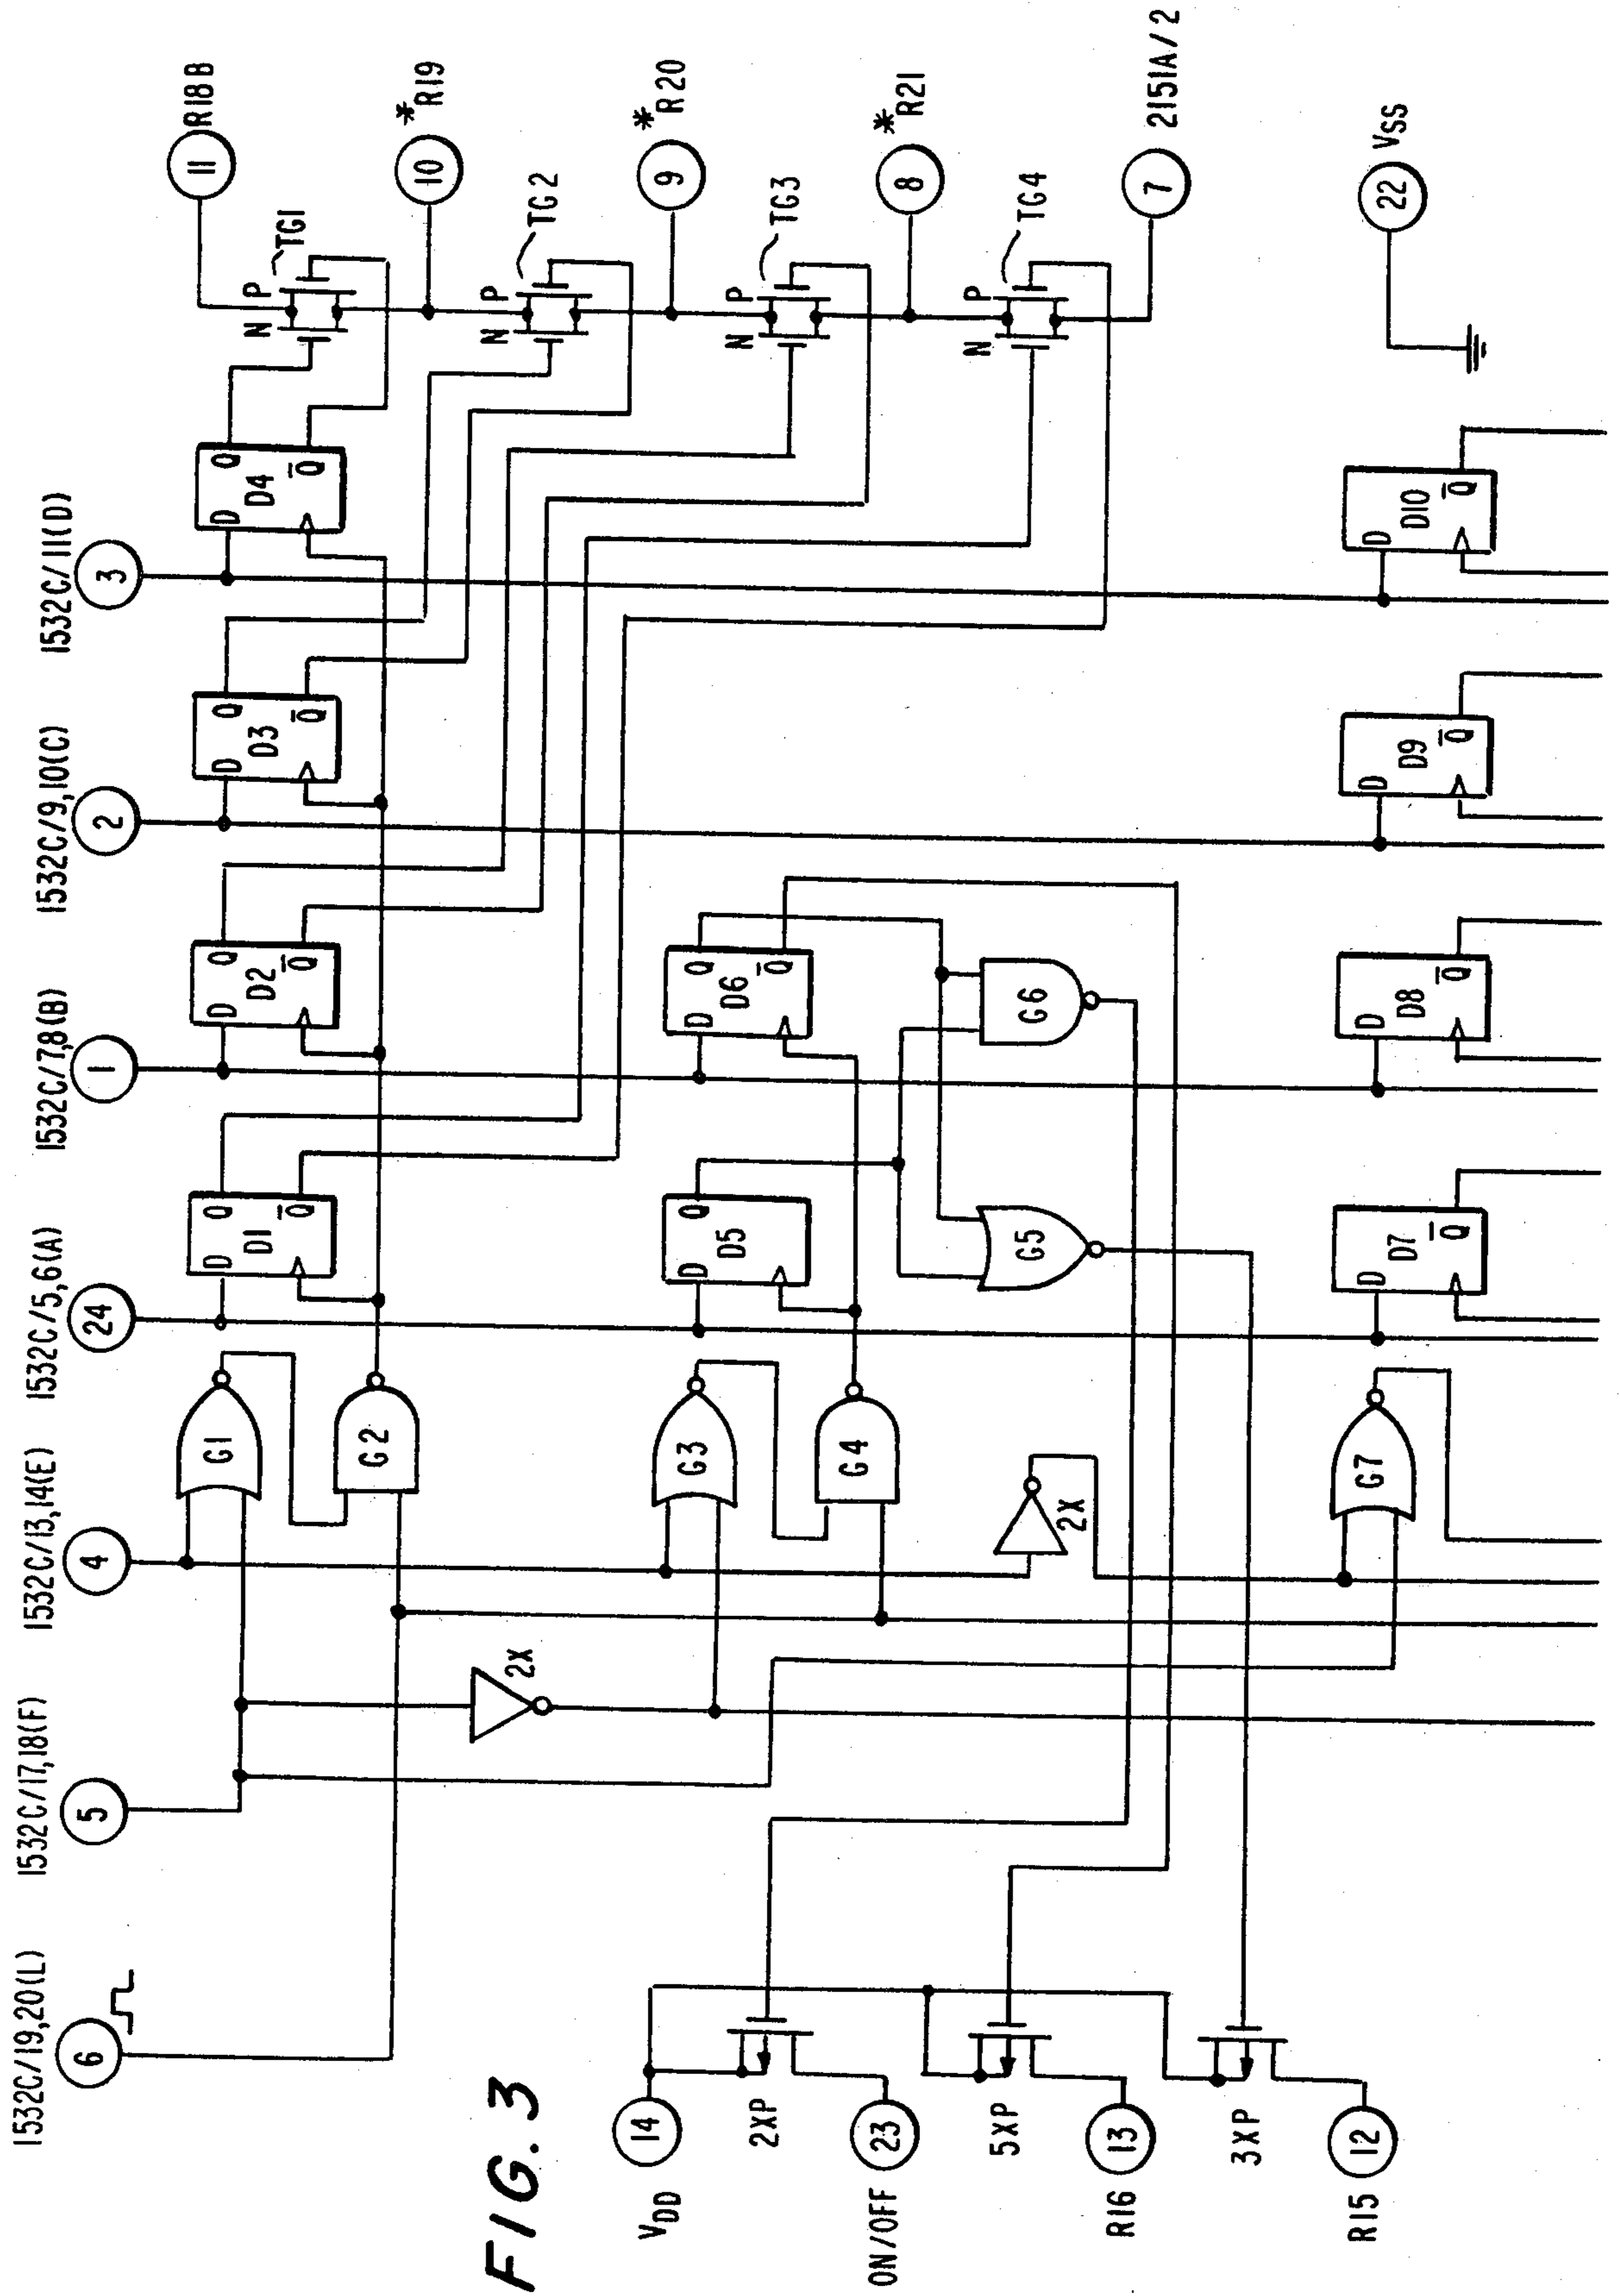 FIG. 3
1532C/19,20(L)
6
1532C/17,18(F)
5
1532C/13,14(E)
4
1532C/5,6(A)
24
1532C/7,8(B)
1
1532C/9,10(C)
2
1532C/11(D)
3
11 R18B
10 *R19
9 *R20
8 *R21
7 2151A/2
22 VSS
N P TG1
N P TG2
N P TG3
N P TG4
G1
G2
D Q D1 Q̅
D Q D2 Q̅
D Q D3 Q̅
D Q D4 Q̅
2X
G3
G4
D Q D5
D Q D6 Q̅
G5
G6
2X
G7
D D7 Q̅
D D8 Q̅
D D9 Q̅
D D10 Q̅
VDD 14
2XP
ON/OFF 23
5XP
R16 13
3XP
R15 12